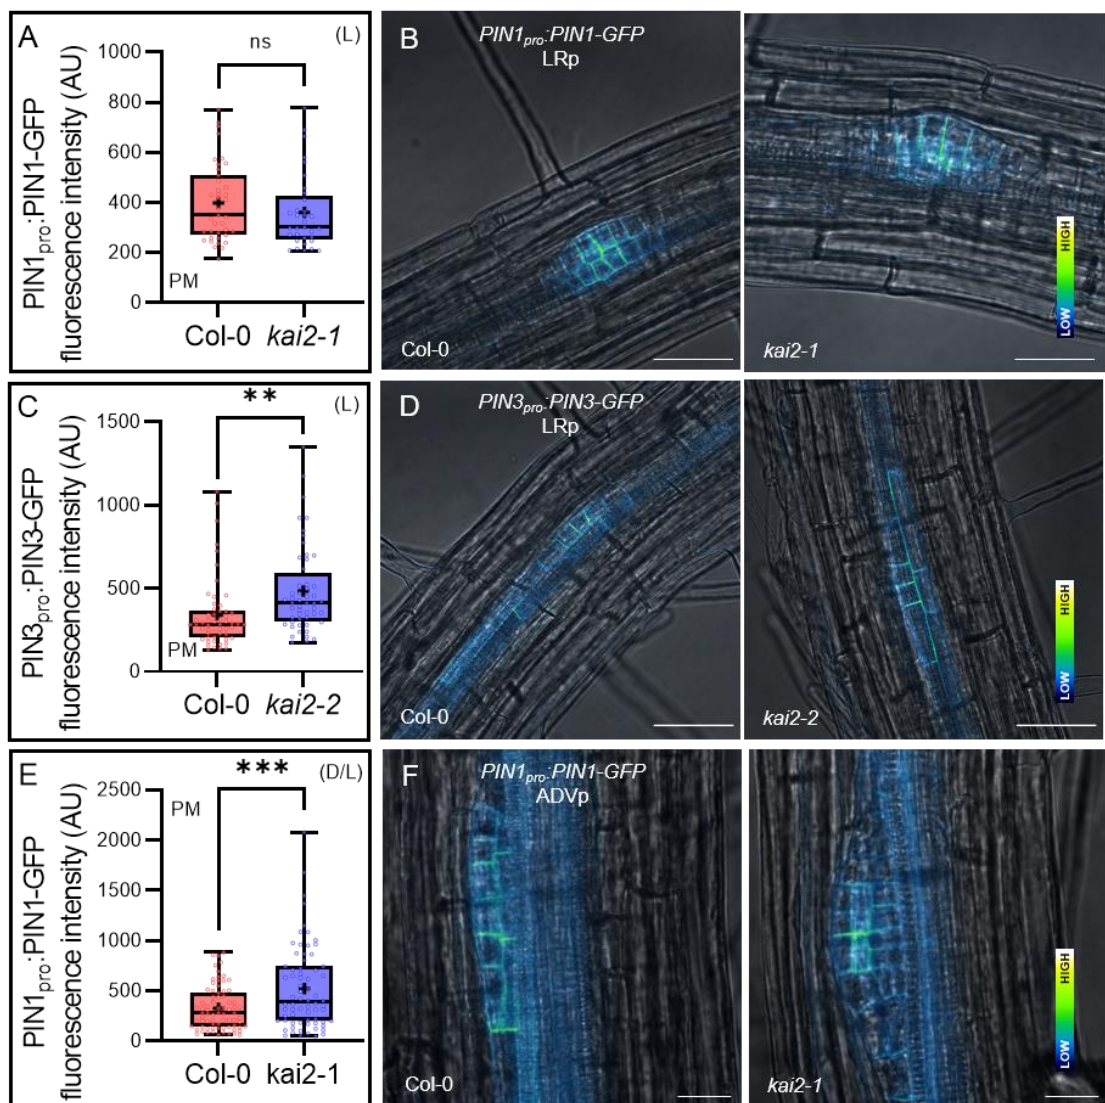 A
(L)
ns
1000
800
600
400
200
0
PIN1pro:PIN1-GFP
fluorescence intensity (AU)
PM
Col-0
kai2-1
B
PIN1pro:PIN1-GFP
LRp
Col-0
HIGH
LOW
kai2-1
C
(L)
**
1500
1000
500
0
PIN3pro:PIN3-GFP
fluorescence intensity (AU)
PM
Col-0
kai2-2
D
PIN3pro:PIN3-GFP
LRp
Col-0
HIGH
LOW
kai2-2
E
(D/L)
***
2500
2000
1500
1000
500
0
PIN1pro:PIN1-GFP
fluorescence intensity (AU)
PM
Col-0
kai2-1
F
PIN1pro:PIN1-GFP
ADVp
Col-0
HIGH
LOW
kai2-1